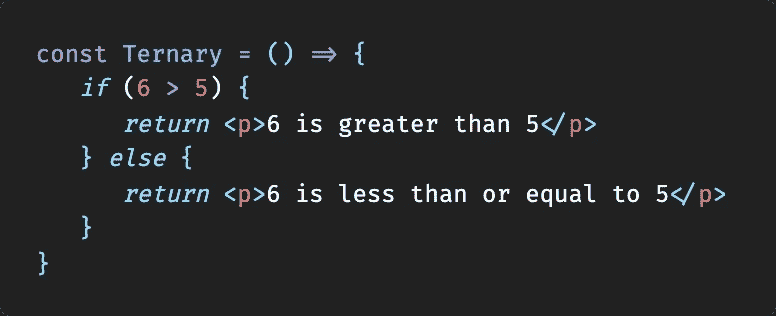 const Ternary = () => {
if (6 > 5) {
return <p>6 is greater than 5</p>
} else {
return <p>6 is less than or equal to 5</p>
}
}